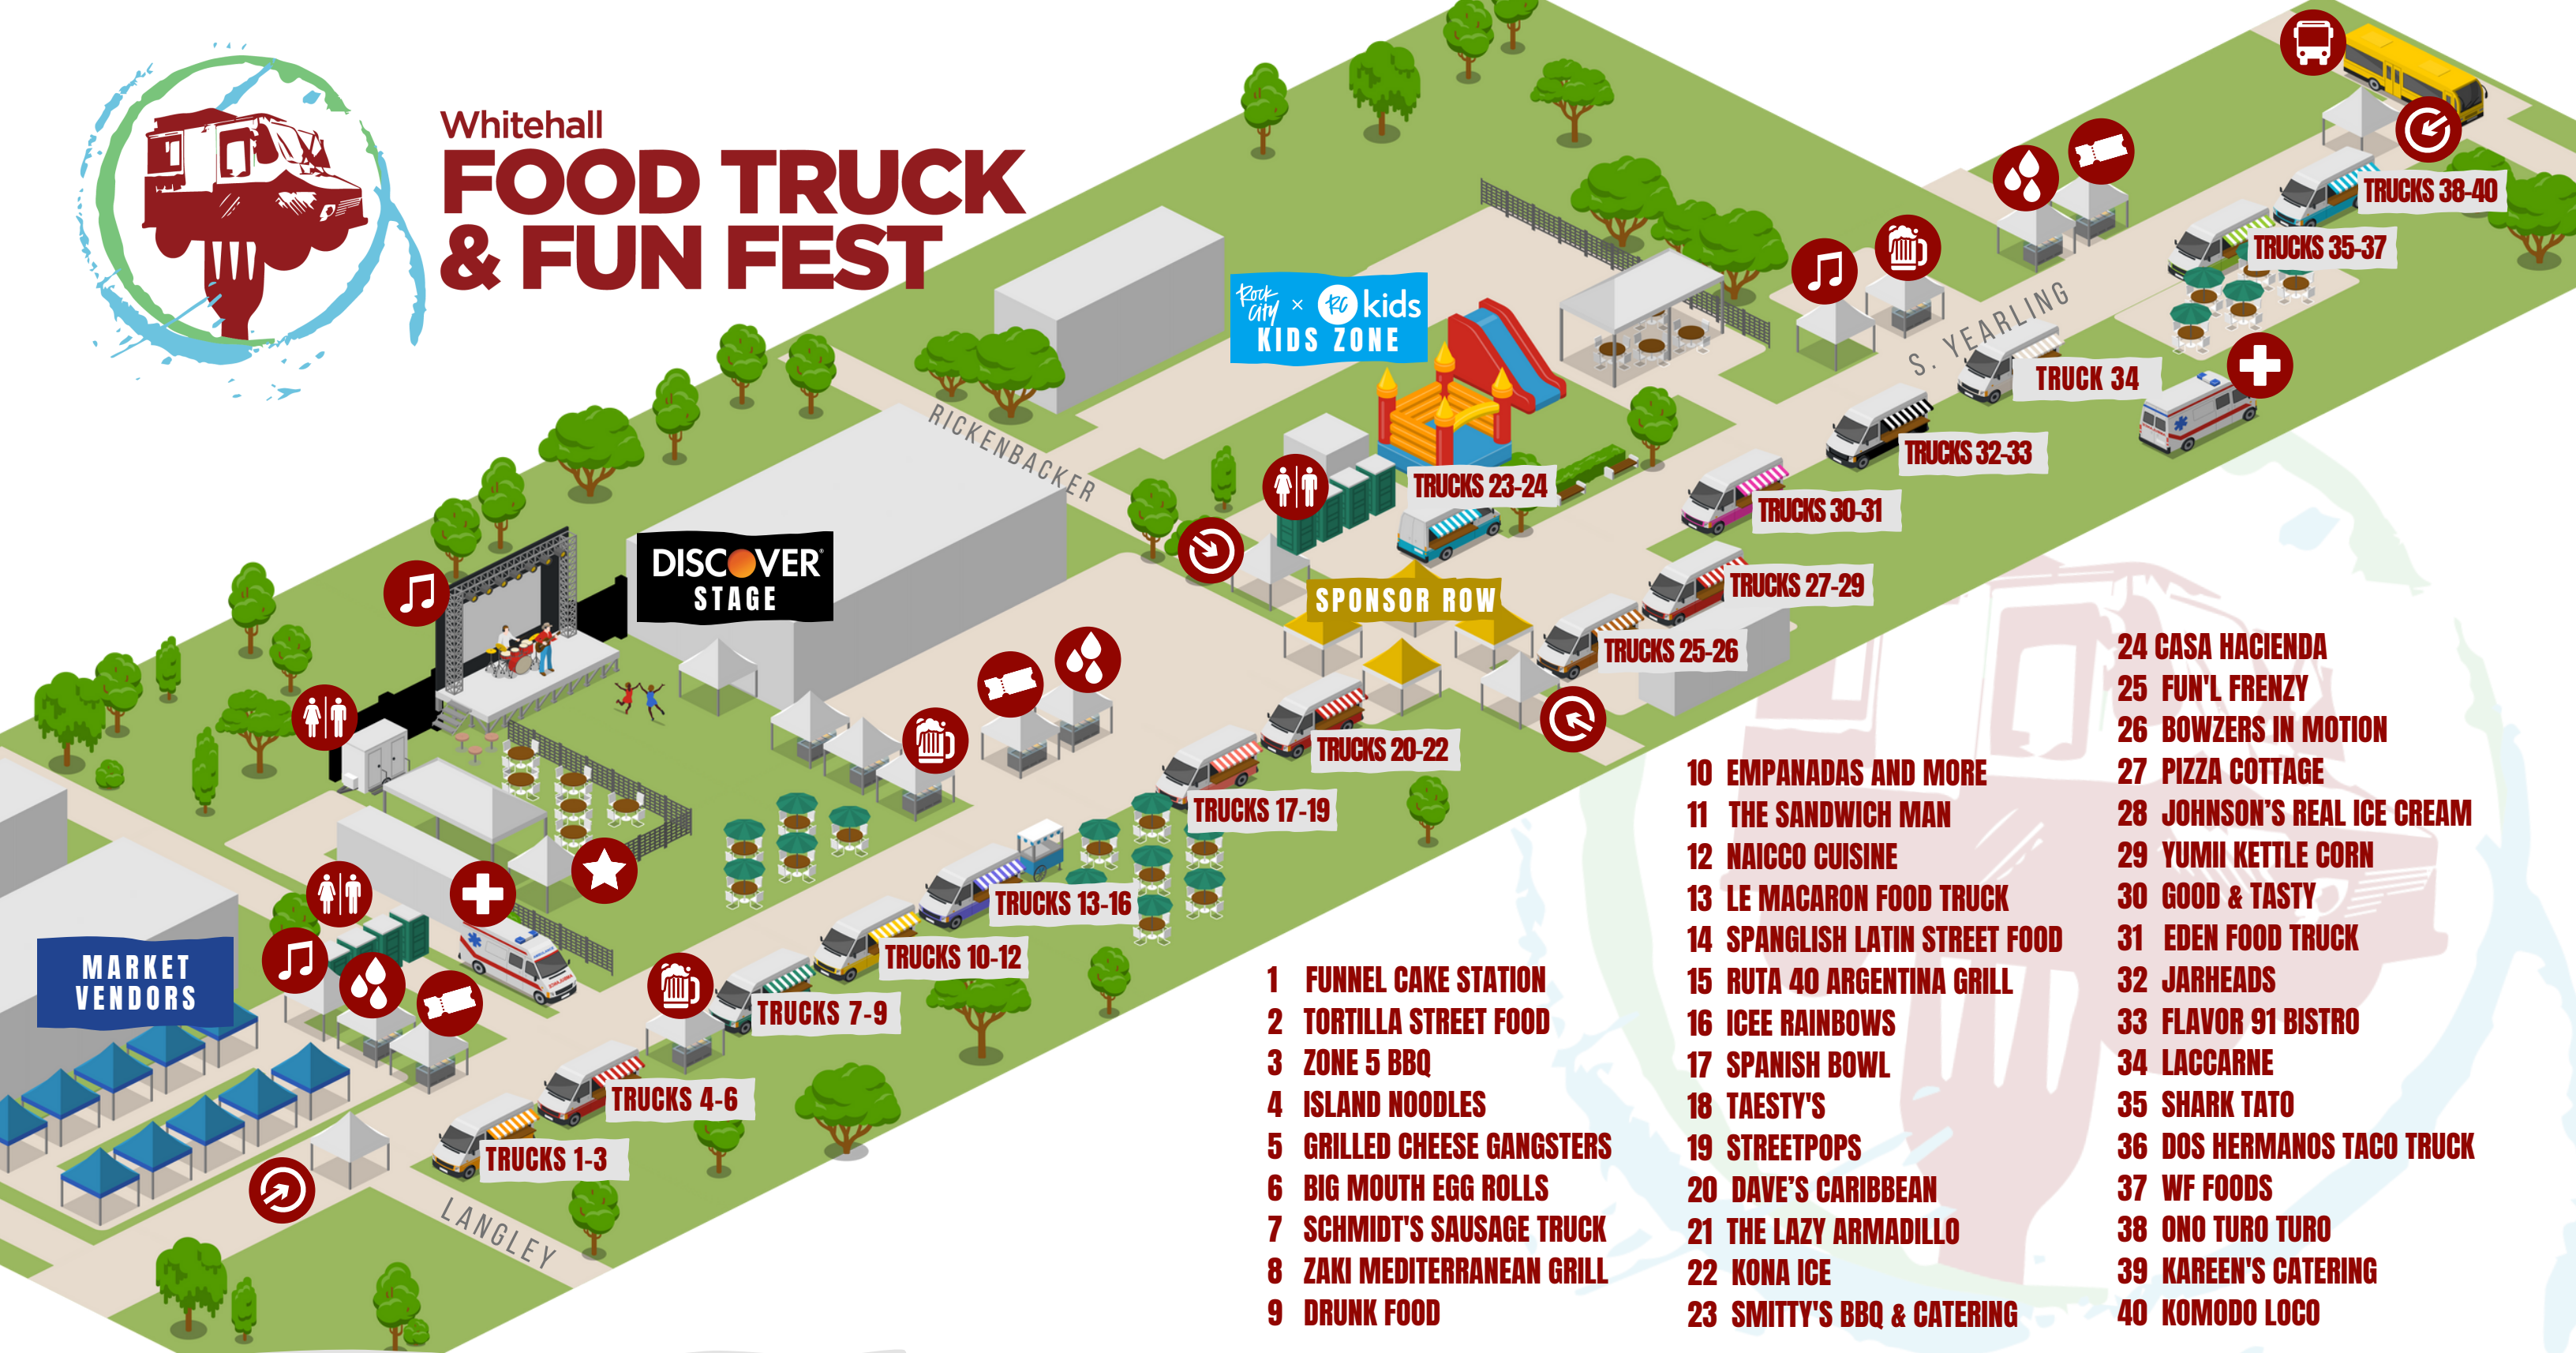 Whitehall
FOOD TRUCK
& FUN FEST
Rock City × RC kids
KIDS ZONE
TRUCKS 38-40
TRUCKS 35-37
S. YEARLING
TRUCK 34
TRUCKS 32-33
RICKENBACKER
TRUCKS 23-24
TRUCKS 30-31
DISCOVER
STAGE
SPONSOR ROW
TRUCKS 27-29
TRUCKS 25-26
TRUCKS 20-22
TRUCKS 17-19
TRUCKS 13-16
TRUCKS 10-12
MARKET
VENDORS
TRUCKS 7-9
TRUCKS 4-6
TRUCKS 1-3
LANGLEY
1 FUNNEL CAKE STATION
2 TORTILLA STREET FOOD
3 ZONE 5 BBQ
4 ISLAND NOODLES
5 GRILLED CHEESE GANGSTERS
6 BIG MOUTH EGG ROLLS
7 SCHMIDT'S SAUSAGE TRUCK
8 ZAKI MEDITERRANEAN GRILL
9 DRUNK FOOD
10 EMPANADAS AND MORE
11 THE SANDWICH MAN
12 NAICCO CUISINE
13 LE MACARON FOOD TRUCK
14 SPANGLISH LATIN STREET FOOD
15 RUTA 40 ARGENTINA GRILL
16 ICEE RAINBOWS
17 SPANISH BOWL
18 TAESTY'S
19 STREETPOPS
20 DAVE’S CARIBBEAN
21 THE LAZY ARMADILLO
22 KONA ICE
23 SMITTY'S BBQ & CATERING
24 CASA HACIENDA
25 FUN'L FRENZY
26 BOWZERS IN MOTION
27 PIZZA COTTAGE
28 JOHNSON’S REAL ICE CREAM
29 YUMII KETTLE CORN
30 GOOD & TASTY
31 EDEN FOOD TRUCK
32 JARHEADS
33 FLAVOR 91 BISTRO
34 LACCARNE
35 SHARK TATO
36 DOS HERMANOS TACO TRUCK
37 WF FOODS
38 ONO TURO TURO
39 KAREEN'S CATERING
40 KOMODO LOCO